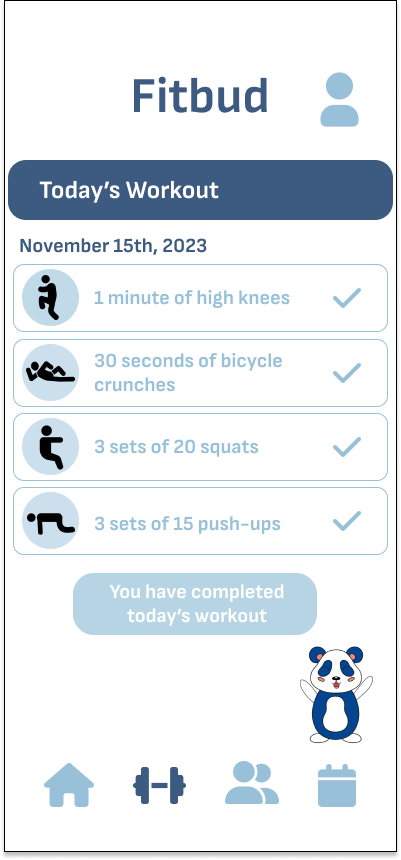 Fitbud
Today’s Workout
November 15th, 2023
1 minute of high knees
30 seconds of bicycle
crunches
3 sets of 20 squats
3 sets of 15 push-ups
You have completed
today’s workout